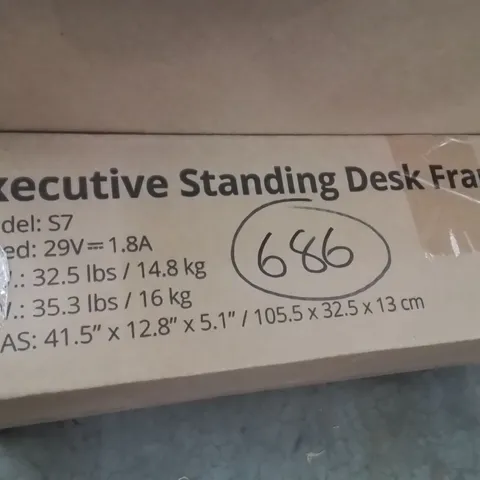 xecutive Standing Desk Fra
del: S7
ed: 29V⎓1.8A
.: 32.5 lbs / 14.8 kg
.: 35.3 lbs / 16 kg
AS: 41.5” x 12.8” x 5.1” / 105.5 x 32.5 x 13 cm
686